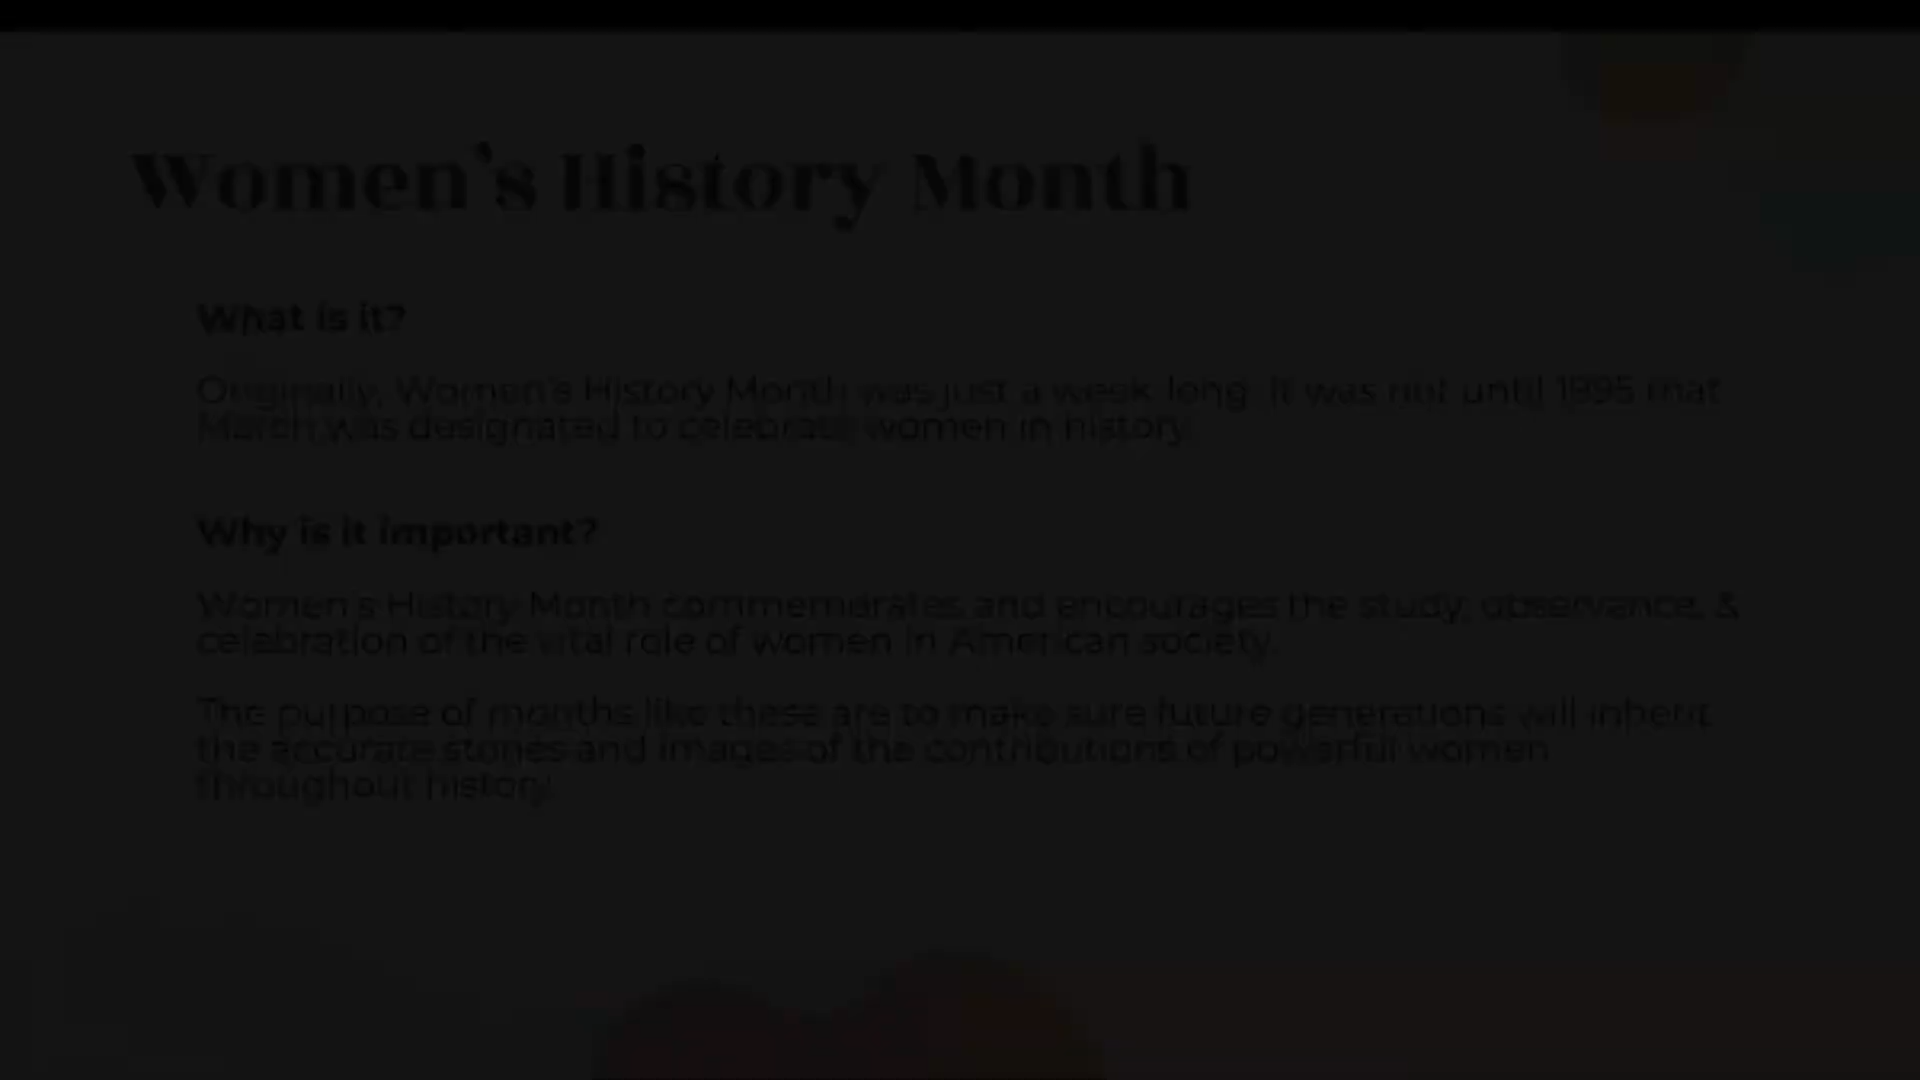 Women's History Month
What is it?
Originally, Women's History Month was just a week long. It was not until 1995 that
March was designated to celebrate women in history.
Why is it important?
Women's History Month commemorates and encourages the study, observance, &
celebration of the vital role of women in American society.
The purpose of months like these are to make sure future generations will inherit
the accurate stories and images of the contributions of powerful women
throughout history.